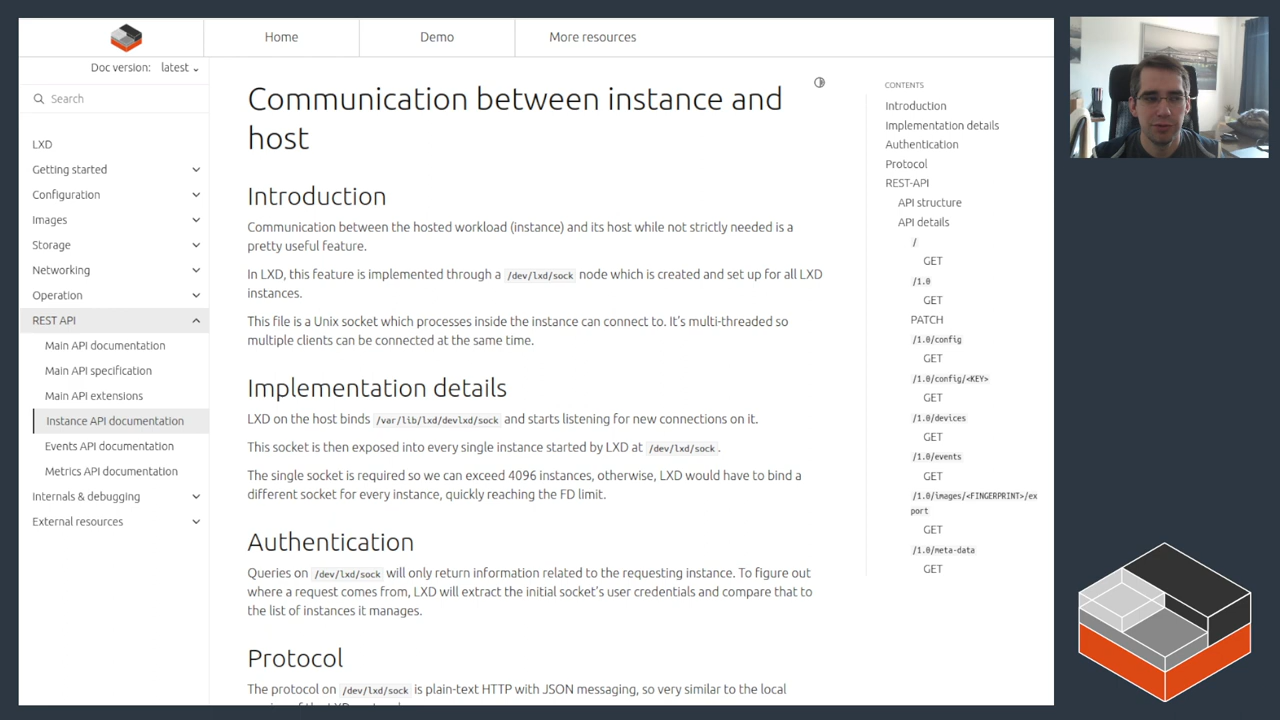 Home
Demo
More resources
Doc version: latest
Search
LXD
Getting started
Configuration
Images
Storage
Networking
Operation
REST API
Main API documentation
Main API specification
Main API extensions
Instance API documentation
Events API documentation
Metrics API documentation
Internals & debugging
External resources
Communication between instance and
host
Introduction
Communication between the hosted workload (instance) and its host while not strictly needed is a
pretty useful feature.
In LXD, this feature is implemented through a /dev/lxd/sock node which is created and set up for all LXD
instances.
This file is a Unix socket which processes inside the instance can connect to. It's multi-threaded so
multiple clients can be connected at the same time.
Implementation details
LXD on the host binds /var/lib/lxd/devlxd/sock and starts listening for new connections on it.
This socket is then exposed into every single instance started by LXD at /dev/lxd/sock.
The single socket is required so we can exceed 4096 instances, otherwise, LXD would have to bind a
different socket for every instance, quickly reaching the FD limit.
Authentication
Queries on /dev/lxd/sock will only return information related to the requesting instance. To figure out
where a request comes from, LXD will extract the initial socket's user credentials and compare that to
the list of instances it manages.
Protocol
The protocol on /dev/lxd/sock is plain-text HTTP with JSON messaging, so very similar to the local
CONTENTS
Introduction
Implementation details
Authentication
Protocol
REST-API
API structure
API details
/
GET
/1.0
GET
PATCH
/1.0/config
GET
/1.0/config/<KEY>
GET
/1.0/devices
GET
/1.0/events
GET
/1.0/images/<FINGERPRINT>/ex
port
GET
/1.0/meta-data
GET